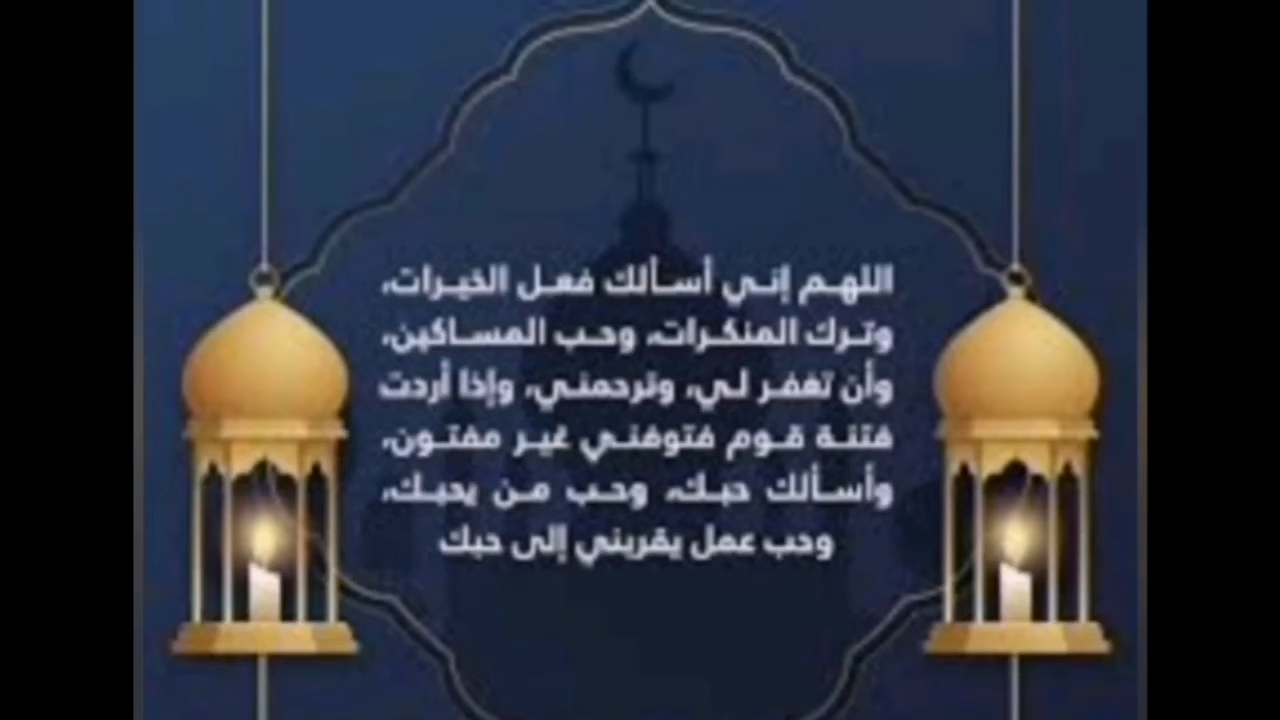 اللهم إني أسألك فعل الخيرات،
وترك المنكرات، وحب المساكين،
وأن تغفر لي، وترحمني، وإذا أردت
فتنة قوم فتوفني غير مفتون،
وأسألك حبك، وحب من يحبك،
وحب عمل يقربني إلى حبك